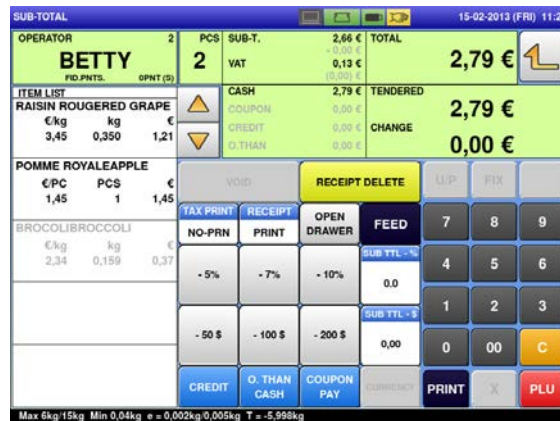 SUB-TOTAL 15-02-2013 (FRI) 11:2
OPERATOR 2
BETTY
FID.PNTS. 0PNT (S)
PCS
2
SUB-T. 2,66 €
- 0,00 €
VAT 0,13 €
(0,00) €
TOTAL
2,79 €
CASH 2,79 €
COUPON 0,00 €
CREDIT 0,00 €
O.THAN 0,00 €
TENDERED
2,79 €
CHANGE
0,00 €
ITEM LIST
RAISIN ROUGERED GRAPE
€/kg kg €
3,45 0,350 1,21
POMME ROYALEAPPLE
€/PC PCS €
1,45 1 1,45
BROCOLIBROCCOLI
€/kg kg €
2,34 0,159 0,37
VOID
RECEIPT DELETE
U/P
FIX
TAX PRINT
NO-PRN
RECEIPT
PRINT
OPEN
DRAWER
FEED
7 8 9
- 5% - 7% - 10%
SUB TTL - %
0.0
4 5 6
- 50 $ - 100 $ - 200 $
SUB TTL - $
0,00
1 2 3
0 00 C
CREDIT
O. THAN
CASH
COUPON
PAY
CURRENCY
PRINT
X
PLU
Max 6kg/15kg Min 0,04kg e = 0,002kg/0,005kg T = -5,998kg